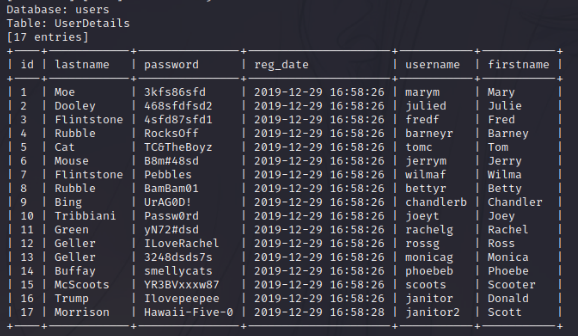 Database: users
Table: UserDetails
[17 entries]
| id | lastname | password | reg_date | username | firstname |
| 1 | Moe | 3kfs86sfd | 2019-12-29 16:58:26 | marym | Mary |
| 2 | Dooley | 468sfdfsd2 | 2019-12-29 16:58:26 | julied | Julie |
| 3 | Flintstone | 4sfd87sfd1 | 2019-12-29 16:58:26 | fredf | Fred |
| 4 | Rubble | RocksOff | 2019-12-29 16:58:26 | barneyr | Barney |
| 5 | Cat | TC&TheBoyz | 2019-12-29 16:58:26 | tomc | Tom |
| 6 | Mouse | B8m#48sd | 2019-12-29 16:58:26 | jerrym | Jerry |
| 7 | Flintstone | Pebbles | 2019-12-29 16:58:26 | wilmaf | Wilma |
| 8 | Rubble | BamBam01 | 2019-12-29 16:58:26 | bettyr | Betty |
| 9 | Bing | UrAG0D! | 2019-12-29 16:58:26 | chandlerb | Chandler |
| 10 | Tribbiani | Passw0rd | 2019-12-29 16:58:26 | joeyt | Joey |
| 11 | Green | yN72#dsd | 2019-12-29 16:58:26 | rachelg | Rachel |
| 12 | Geller | ILoveRachel | 2019-12-29 16:58:26 | rossg | Ross |
| 13 | Geller | 3248dsds7s | 2019-12-29 16:58:26 | monicag | Monica |
| 14 | Buffay | smellycats | 2019-12-29 16:58:26 | phoebeb | Phoebe |
| 15 | McScoots | YR3BVxxxw87 | 2019-12-29 16:58:26 | scoots | Scooter |
| 16 | Trump | Ilovepeepee | 2019-12-29 16:58:26 | janitor | Donald |
| 17 | Morrison | Hawaii-Five-0 | 2019-12-29 16:58:28 | janitor2 | Scott |